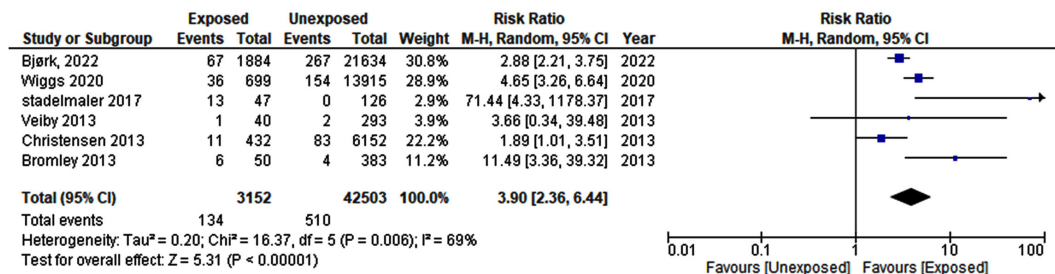 Exposed Unexposed Risk Ratio Risk Ratio
Study or Subgroup Events Total Events Total Weight M-H, Random, 95% CI Year M-H, Random, 95% CI
Bjørk, 2022 67 1884 267 21634 30.8% 2.88 [2.21, 3.75] 2022
Wiggs 2020 36 699 154 13915 28.9% 4.65 [3.26, 6.64] 2020
stadelmaler 2017 13 47 0 126 2.9% 71.44 [4.33, 1178.37] 2017
Veiby 2013 1 40 2 293 3.9% 3.66 [0.34, 39.48] 2013
Christensen 2013 11 432 83 6152 22.2% 1.89 [1.01, 3.51] 2013
Bromley 2013 6 50 4 383 11.2% 11.49 [3.36, 39.32] 2013
Total (95% CI) 3152 42503 100.0% 3.90 [2.36, 6.44]
Total events 134 510
Heterogeneity: Tau² = 0.20; Chi² = 16.37, df = 5 (P = 0.006); I² = 69%
Test for overall effect: Z = 5.31 (P < 0.00001)
0.01 0.1 1 10 100
Favours [Unexposed] Favours [Exposed]